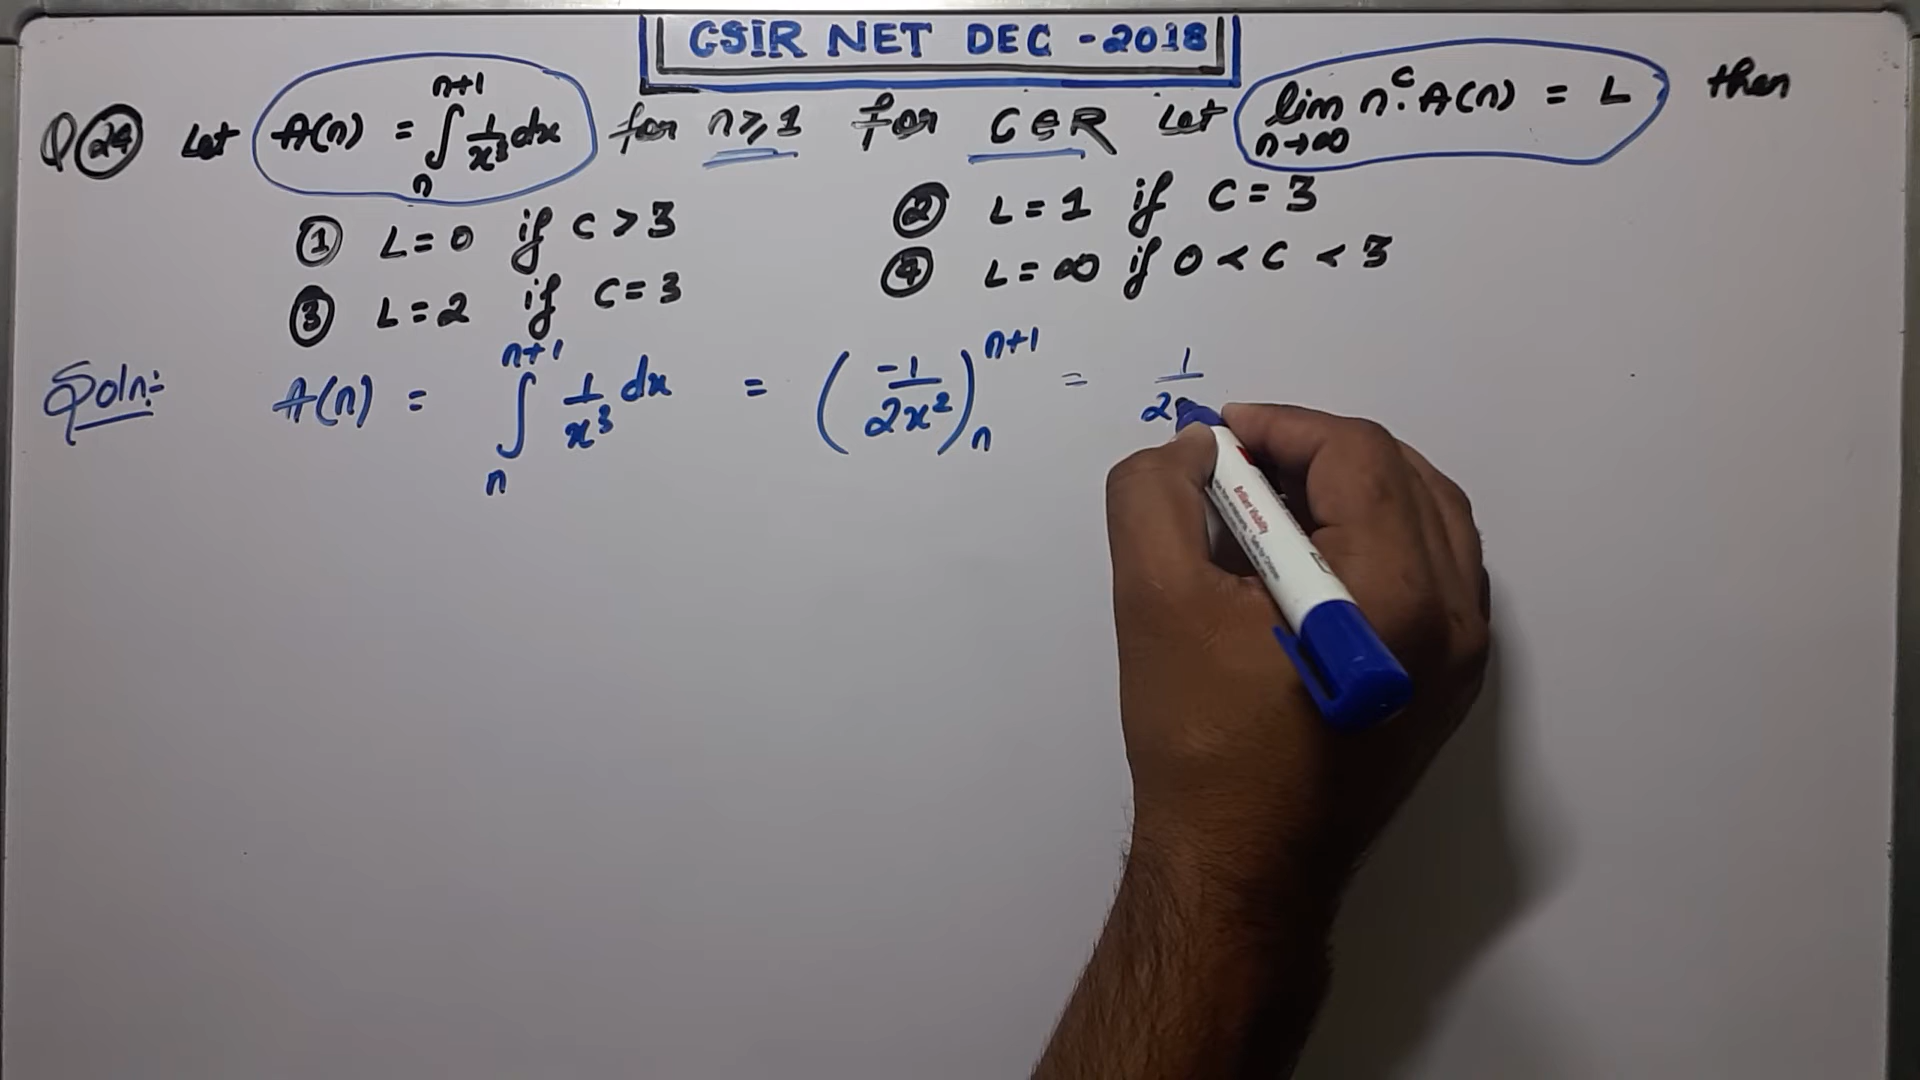 CSIR NET DEC - 2018
Q 24 Let A(n) = ∫ₙⁿ⁺¹ 1/x³ dx for n ≥ 1 for C ∈ R Let lim n→∞ nᶜ. A(n) = L then
① L = 0 if C > 3 ② L = 1 if C = 3
③ L = 2 if C = 3 ④ L = ∞ if 0 < C < 3
Soln:- A(n) = ∫ₙⁿ⁺¹ 1/x³ dx = (-1/2x²)ₙⁿ⁺¹ = 1/2
Brilliant Visibility